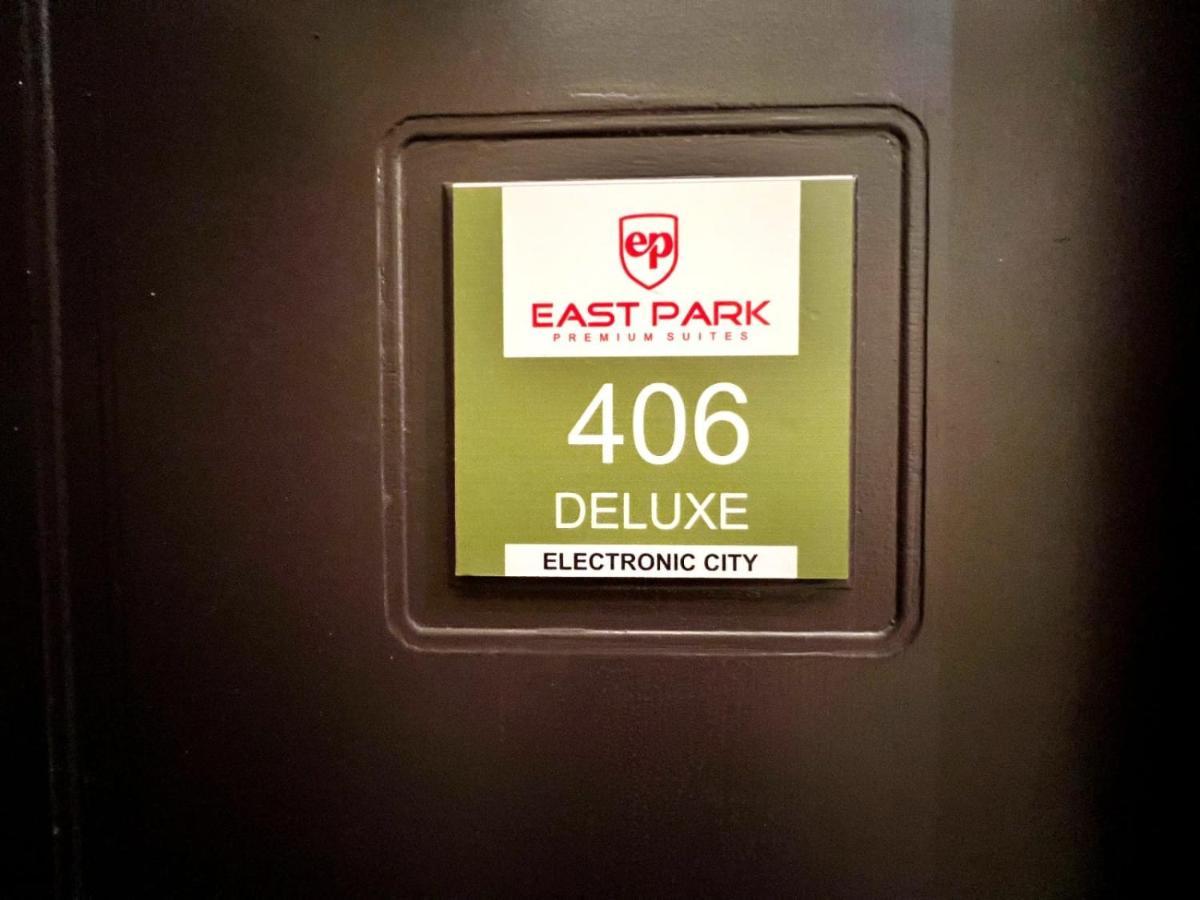 ep
EAST PARK
PREMIUM SUITES
406
DELUXE
ELECTRONIC CITY